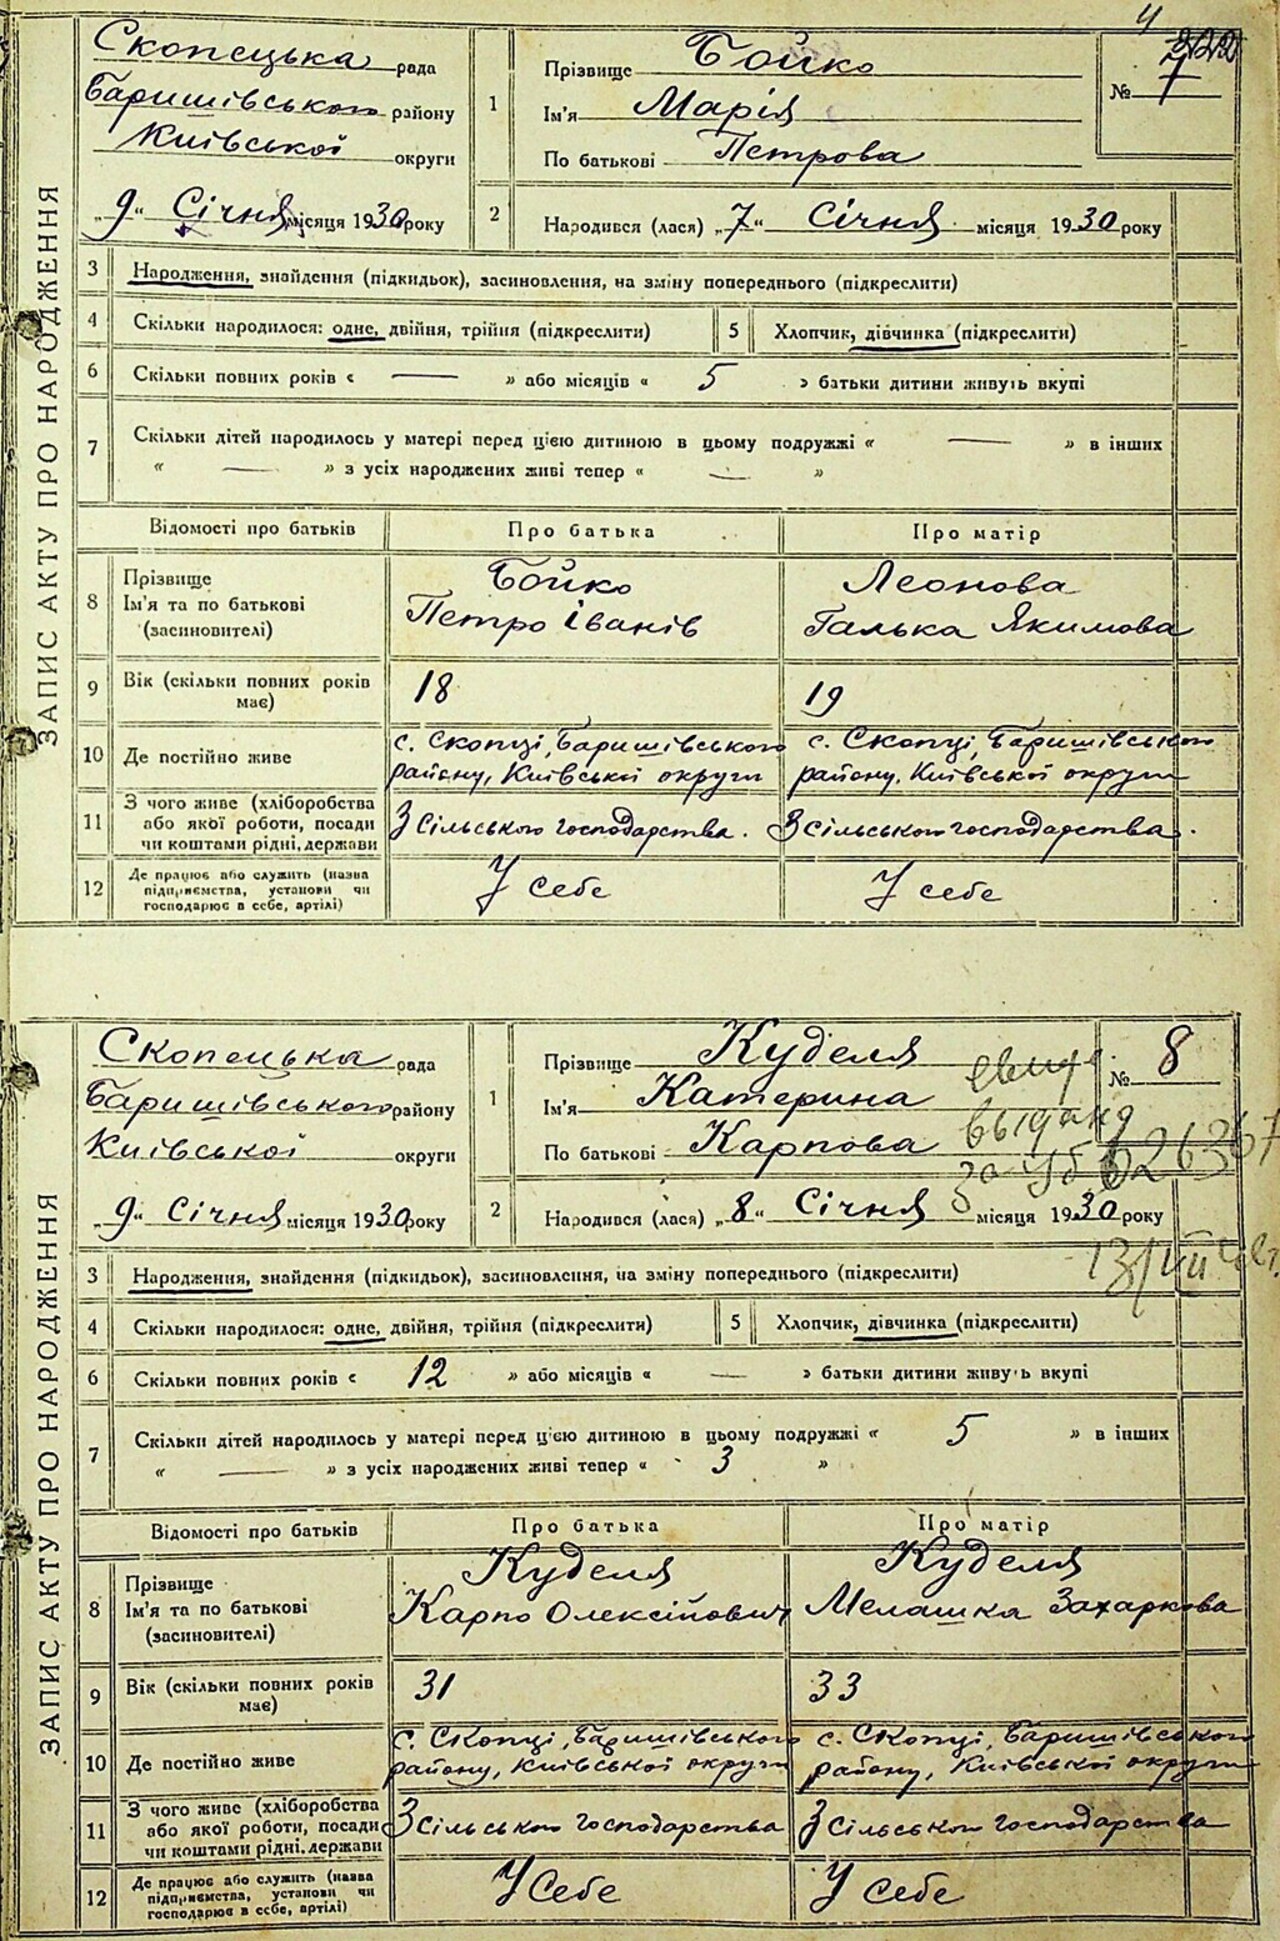 4
222
ЗАПИС АКТУ ПРО НАРОДЖЕННЯ
Скопецька рада
Баришівського району
Київської округи
„9“ Січня місяця 1930 року
1 Прізвище Бойко
Ім'я Марія
По батькові Петрова
№ 7
2 Народився (лася) „7“ Січня місяця 1930 року
3 Народження, знайдення (підкидьок), засиновлення, на зміну попереднього (підкреслити)
4 Скільки народилося: одне, двійня, трійня (підкреслити) 5 Хлопчик, дівчинка (підкреслити)
6 Скільки повних років « — » або місяців « 5 » батьки дитини живуть вкупі
7 Скільки дітей народилось у матері перед цією дитиною в цьому подружжі « — » в інших
« — » з усіх народжених живі тепер « — »
Відомості про батьків Про батька Про матір
8 Прізвище Ім'я та по батькові (засиновителі)
Бойко Петро Іванів
Леонова Галька Якимова
9 Вік (скільки повних років має) 18 19
10 Де постійно живе
с. Скопці, Баришівського району, Київської округи
с. Скопці, Баришівського району, Київської округи
11 З чого живе (хліборобства або якої роботи, посади чи коштами рідні, держави
З сільського господарства. З сільського господарства.
12 Де працює або служить (назва підприємства, установи чи господарює в себе, артілі)
У себе У себе
ЗАПИС АКТУ ПРО НАРОДЖЕННЯ
Скопецька рада
Баришівського району
Київської округи
„9“ Січня місяця 1930 року
1 Прізвище Куделя
Ім'я Катерина
По батькові Карпова
№ 8
2 Народився (лася) „8“ Січня місяця 1930 року
3 Народження, знайдення (підкидьок), засиновлення, на зміну попереднього (підкреслити)
4 Скільки народилося: одне, двійня, трійня (підкреслити) 5 Хлопчик, дівчинка (підкреслити)
6 Скільки повних років « 12 » або місяців « — » батьки дитини живуть вкупі
7 Скільки дітей народилось у матері перед цією дитиною в цьому подружжі « 5 » в інших
« — » з усіх народжених живі тепер « 3 »
Відомості про батьків Про батька Про матір
8 Прізвище Ім'я та по батькові (засиновителі)
Куделя Карпо Олексійович
Куделя Мелашка Захаркова
9 Вік (скільки повних років має) 31 33
10 Де постійно живе
с. Скопці, Баришівського району, Київської округи
с. Скопці, Баришівського району, Київської округи
11 З чого живе (хліборобства або якої роботи, посади чи коштами рідні, держави
З сільського господарства З сільського господарства
12 Де працює або служить (назва підприємства, установи чи господарює в себе, артілі)
У себе У себе